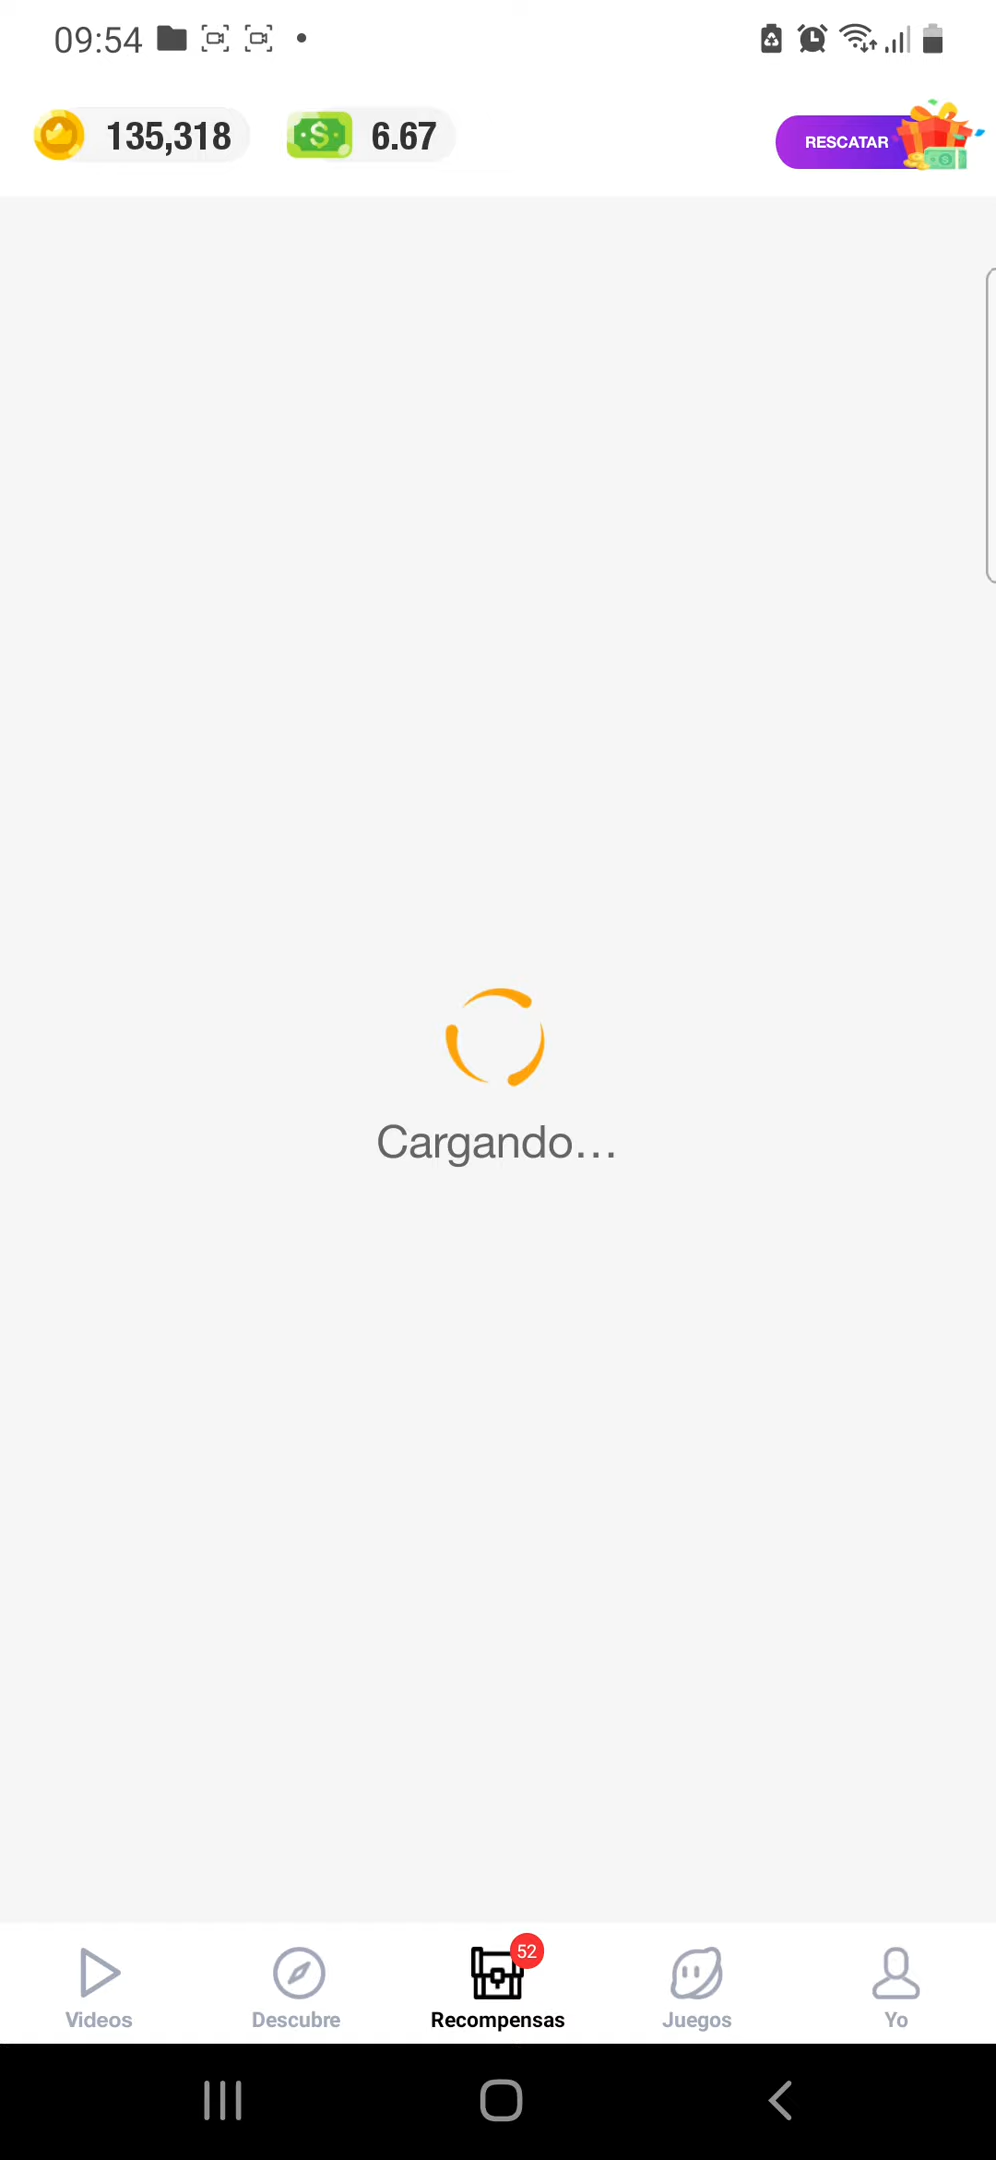 09:54
135,318
6.67
RESCATAR
Cargando...
52
Videos
Descubre
Recompensas
Juegos
Yo